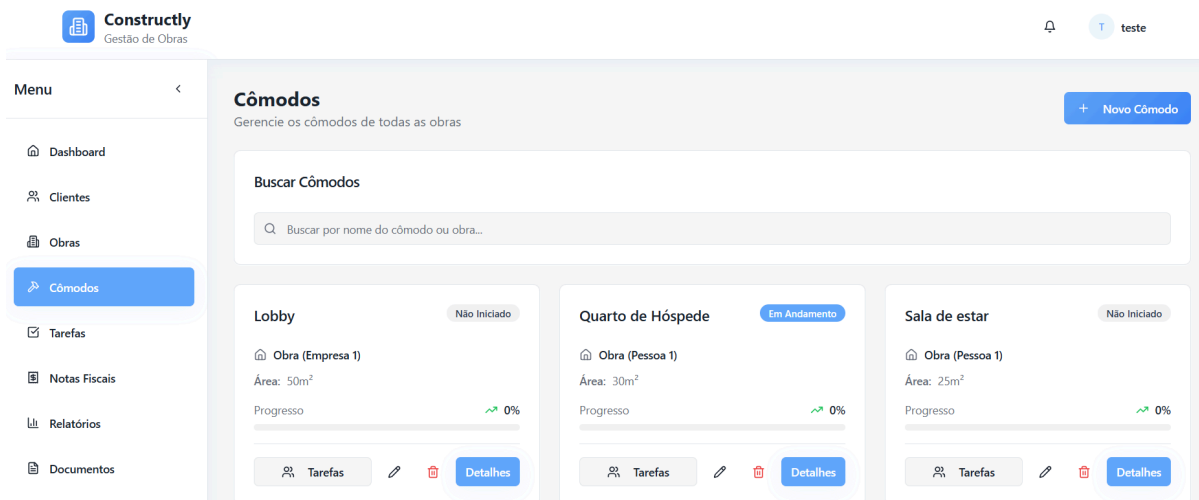 Constructly
Gestão de Obras
T teste
Menu
Dashboard
Clientes
Obras
Cômodos
Tarefas
Notas Fiscais
Relatórios
Documentos
Cômodos
Gerencie os cômodos de todas as obras
+ Novo Cômodo
Buscar Cômodos
Buscar por nome do cômodo ou obra...
Lobby Não Iniciado
Obra (Empresa 1)
Área: 50m²
Progresso 0%
Tarefas Detalhes
Quarto de Hóspede Em Andamento
Obra (Pessoa 1)
Área: 30m²
Progresso 0%
Tarefas Detalhes
Sala de estar Não Iniciado
Obra (Pessoa 1)
Área: 25m²
Progresso 0%
Tarefas Detalhes